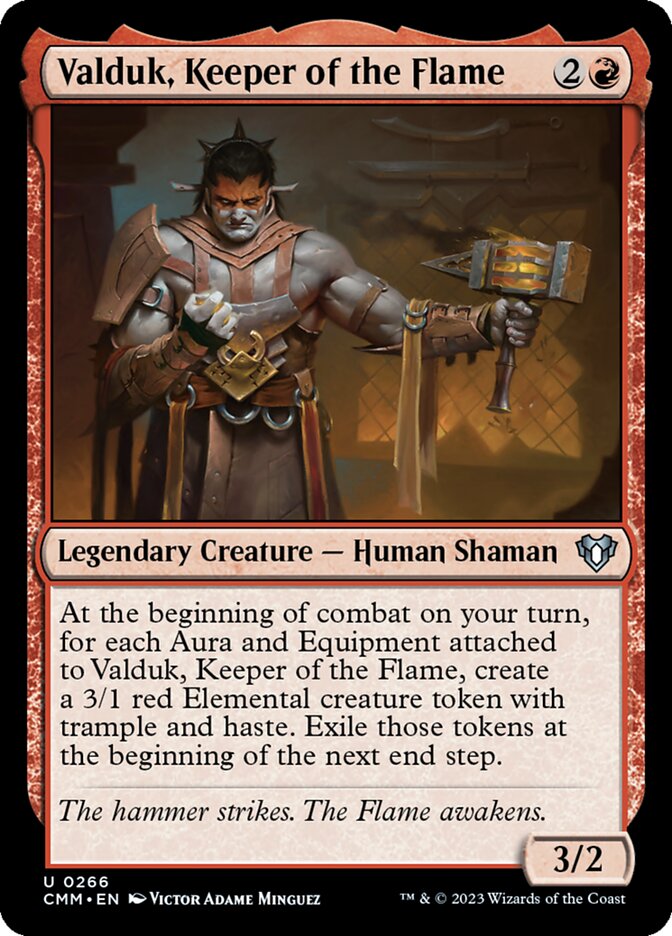 Valduk, Keeper of the Flame 2
Legendary Creature — Human Shaman
At the beginning of combat on your turn,
for each Aura and Equipment attached
to Valduk, Keeper of the Flame, create
a 3/1 red Elemental creature token with
trample and haste. Exile those tokens at
the beginning of the next end step.
The hammer strikes. The Flame awakens.
3/2
U 0266
CMM • EN Victor Adame Minguez ™ & © 2023 Wizards of the Coast